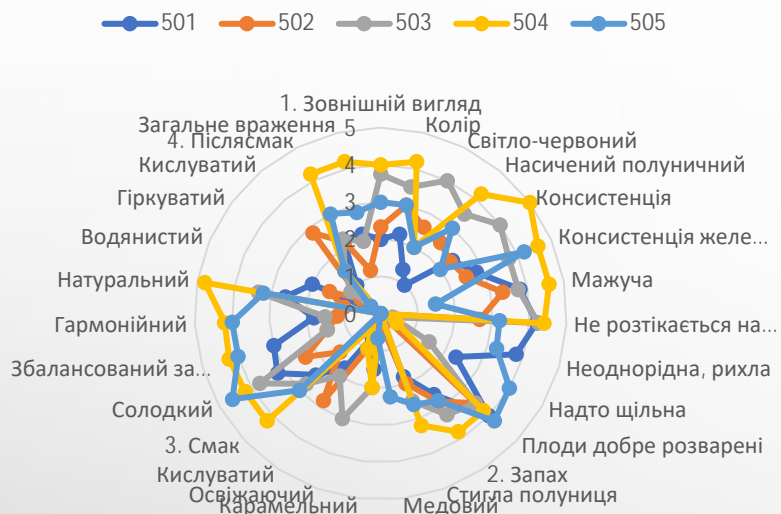 501 502 503 504 505
1. Зовнішній вигляд
Колір
Світло-червоний
Насичений полуничний
Консистенція
Консистенція желе...
Мажуча
Не розтікається на...
Неоднорідна, рихла
Надто щільна
Плоди добре розварені
2. Запах
Стигла полуниця
Медовий
Карамельний
Освіжаючий
Кислуватий
3. Смак
Солодкий
Збалансований за...
Гармонійний
Натуральний
Водянистий
Гіркуватий
Кислуватий
4. Післясмак
Загальне враження
5
4
3
2
1
0